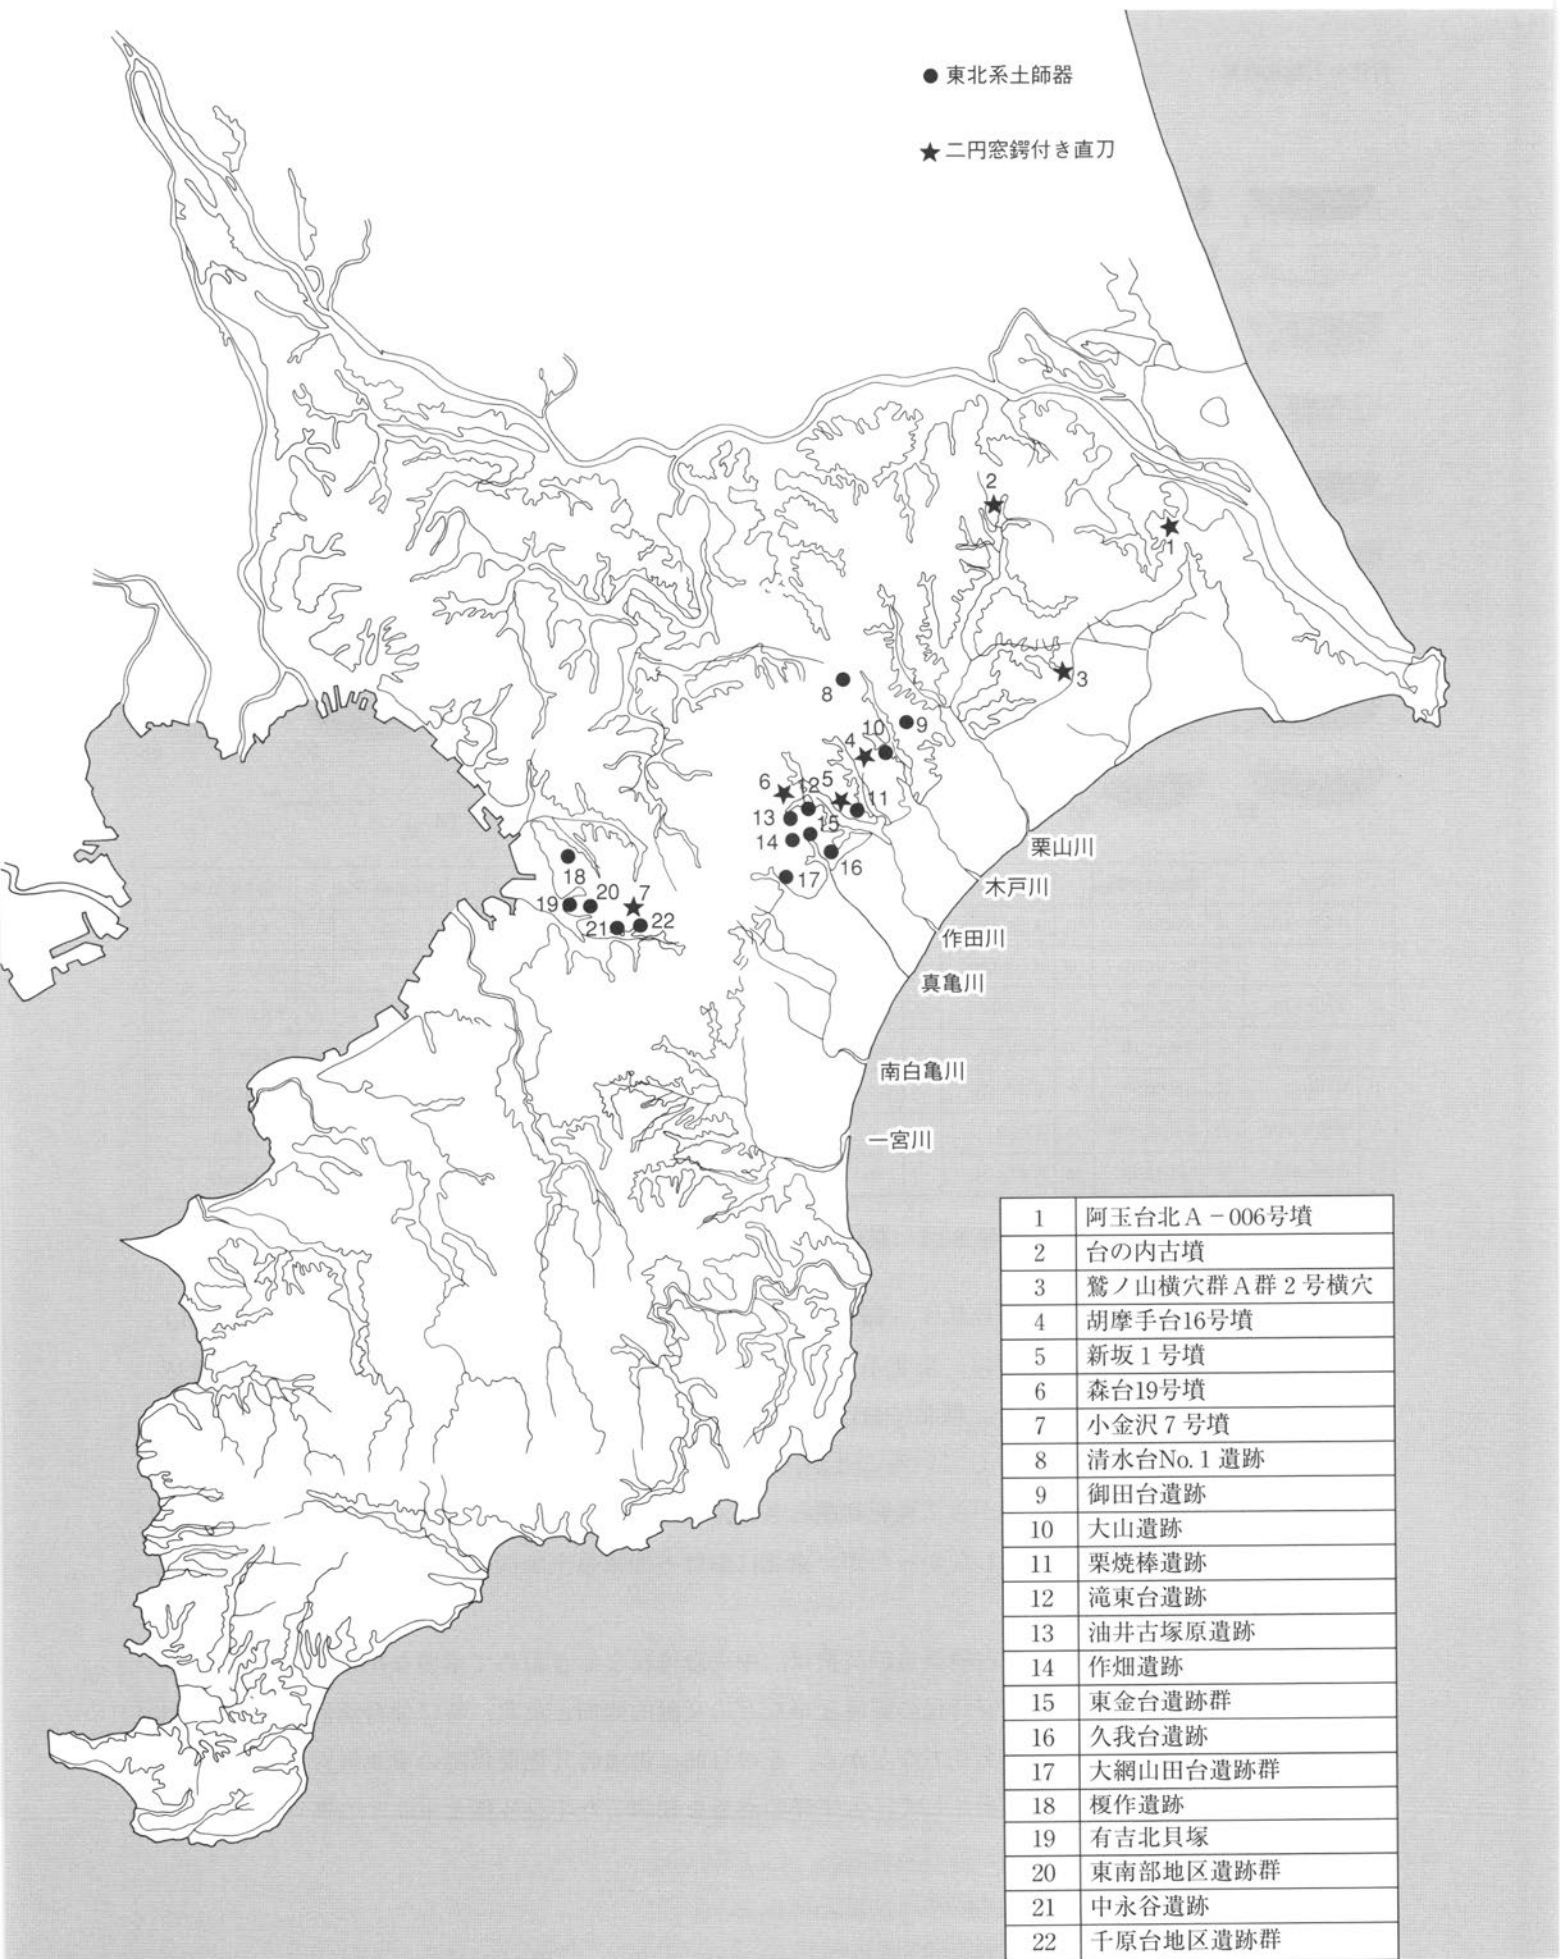 ● 東北系土師器
★ 二円窓鍔付き直刀
2
1
3
8
9
10
4
5
6
12
11
13
15
14
16
17
18
20
7
19
21
22
栗山川
木戸川
作田川
真亀川
南白亀川
一宮川
1 阿玉台北A－006号墳
2 台の内古墳
3 鷲ノ山横穴群A群2号横穴
4 胡摩手台16号墳
5 新坂1号墳
6 森台19号墳
7 小金沢7号墳
8 清水台No.1遺跡
9 御田台遺跡
10 大山遺跡
11 栗焼棒遺跡
12 滝東台遺跡
13 油井古塚原遺跡
14 作畑遺跡
15 東金台遺跡群
16 久我台遺跡
17 大網山田台遺跡群
18 榎作遺跡
19 有吉北貝塚
20 東南部地区遺跡群
21 中永谷遺跡
22 千原台地区遺跡群